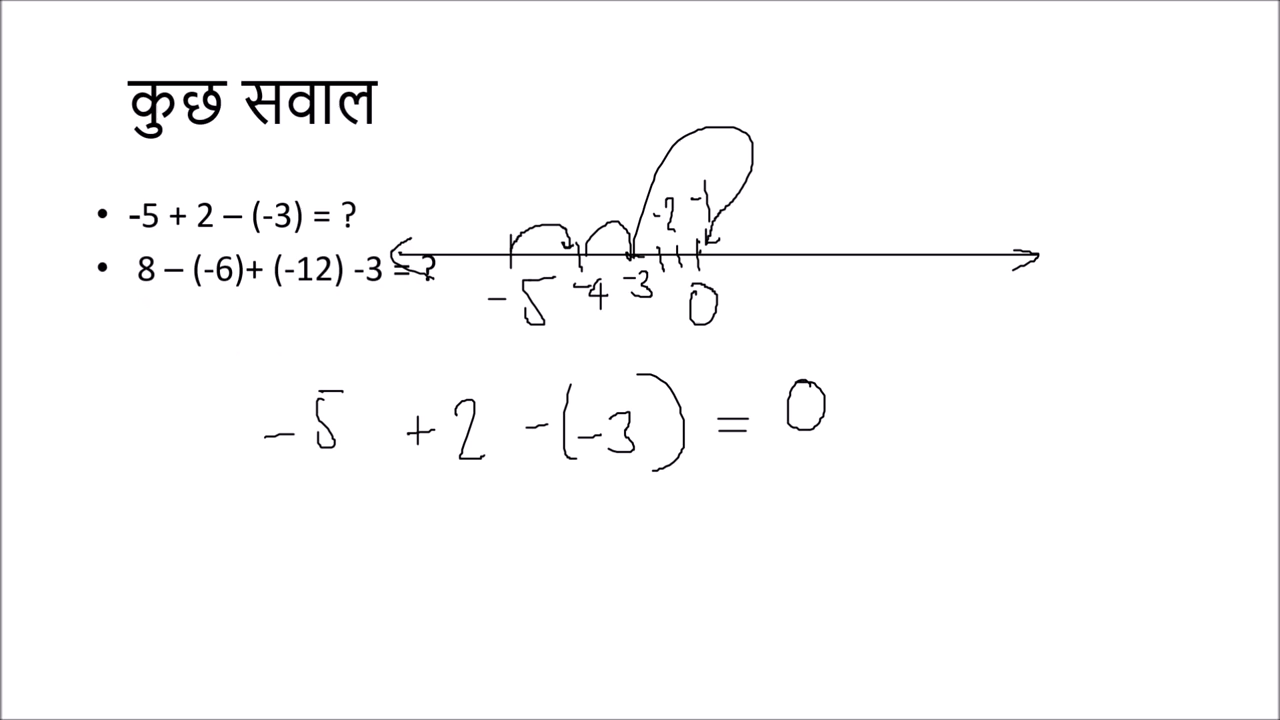 कुछ सवाल
• -5 + 2 – (-3) = ?
• 8 – (-6)+ (-12) -3 = ?
-2 -1
-5 -4 -3 0
-5 +2 -(-3) = 0